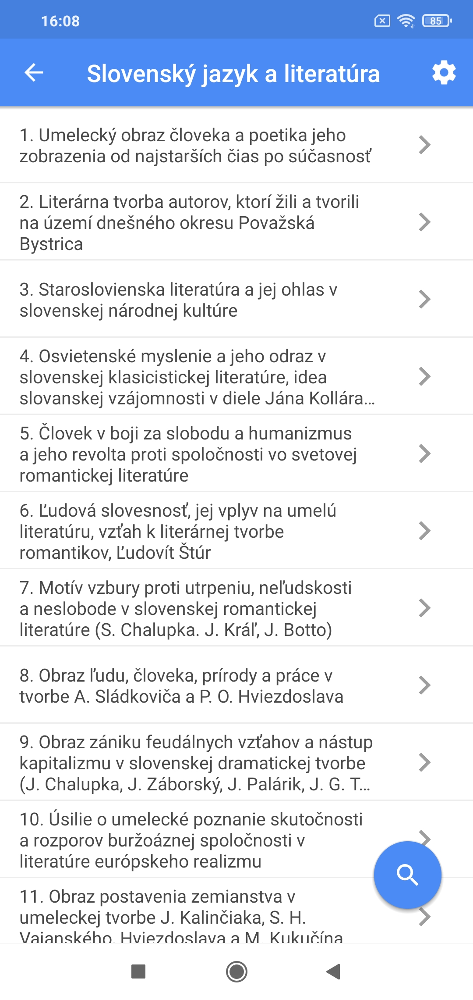 16:08
85
Slovenský jazyk a literatúra
1. Umelecký obraz človeka a poetika jeho
zobrazenia od najstarších čias po súčasnosť
2. Literárna tvorba autorov, ktorí žili a tvorili
na území dnešného okresu Považská
Bystrica
3. Staroslovienska literatúra a jej ohlas v
slovenskej národnej kultúre
4. Osvietenské myslenie a jeho odraz v
slovenskej klasicistickej literatúre, idea
slovanskej vzájomnosti v diele Jána Kollára...
5. Človek v boji za slobodu a humanizmus
a jeho revolta proti spoločnosti vo svetovej
romantickej literatúre
6. Ľudová slovesnosť, jej vplyv na umelú
literatúru, vzťah k literárnej tvorbe
romantikov, Ľudovít Štúr
7. Motív vzbury proti utrpeniu, neľudskosti
a neslobode v slovenskej romantickej
literatúre (S. Chalupka. J. Kráľ, J. Botto)
8. Obraz ľudu, človeka, prírody a práce v
tvorbe A. Sládkoviča a P. O. Hviezdoslava
9. Obraz zániku feudálnych vzťahov a nástup
kapitalizmu v slovenskej dramatickej tvorbe
(J. Chalupka, J. Záborský, J. Palárik, J. G. T...
10. Úsilie o umelecké poznanie skutočnosti
a rozporov buržoáznej spoločnosti v
literatúre európskeho realizmu
11. Obraz postavenia zemianstva v
umeleckej tvorbe J. Kalinčiaka, S. H.
Vajanského, Hviezdoslava a M. Kukučína